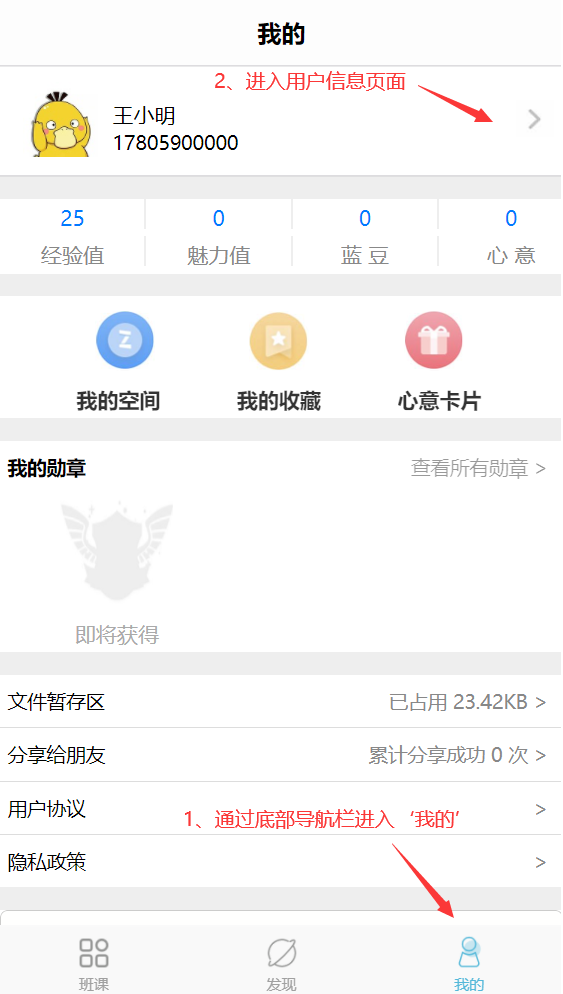 我的
2、进入用户信息页面
王小明
17805900000
25 0 0 0
经验值 魅力值 蓝 豆 心 意
我的空间 我的收藏 心意卡片
我的勋章 查看所有勋章 >
即将获得
文件暂存区 已占用 23.42KB >
分享给朋友 累计分享成功 0 次 >
用户协议 >
1、通过底部导航栏进入‘我的’
隐私政策 >
班课 发现 我的